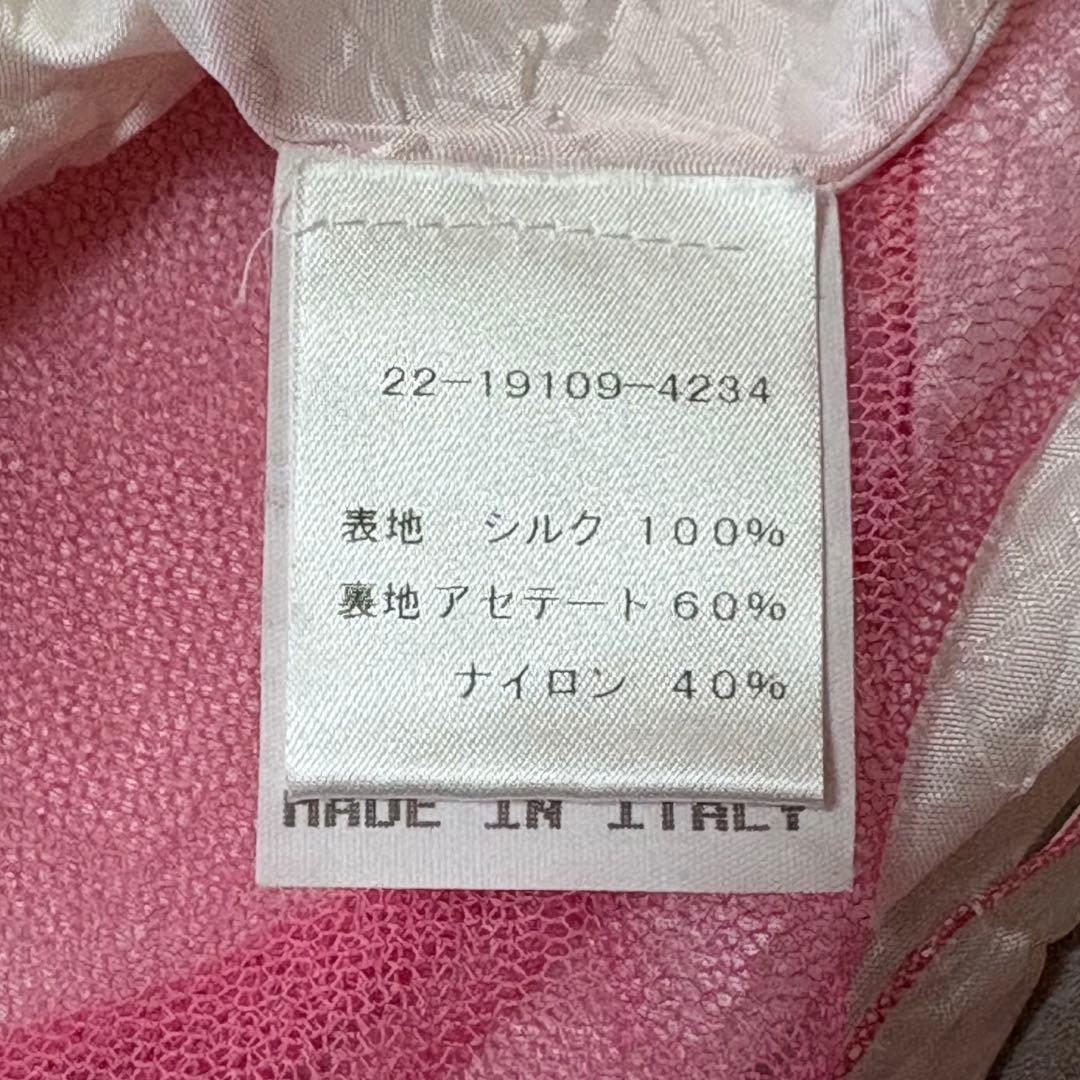 22-19109-4234
表地 シルク 100%
裏地 アセテート 60%
ナイロン 40%
MADE IN ITALY